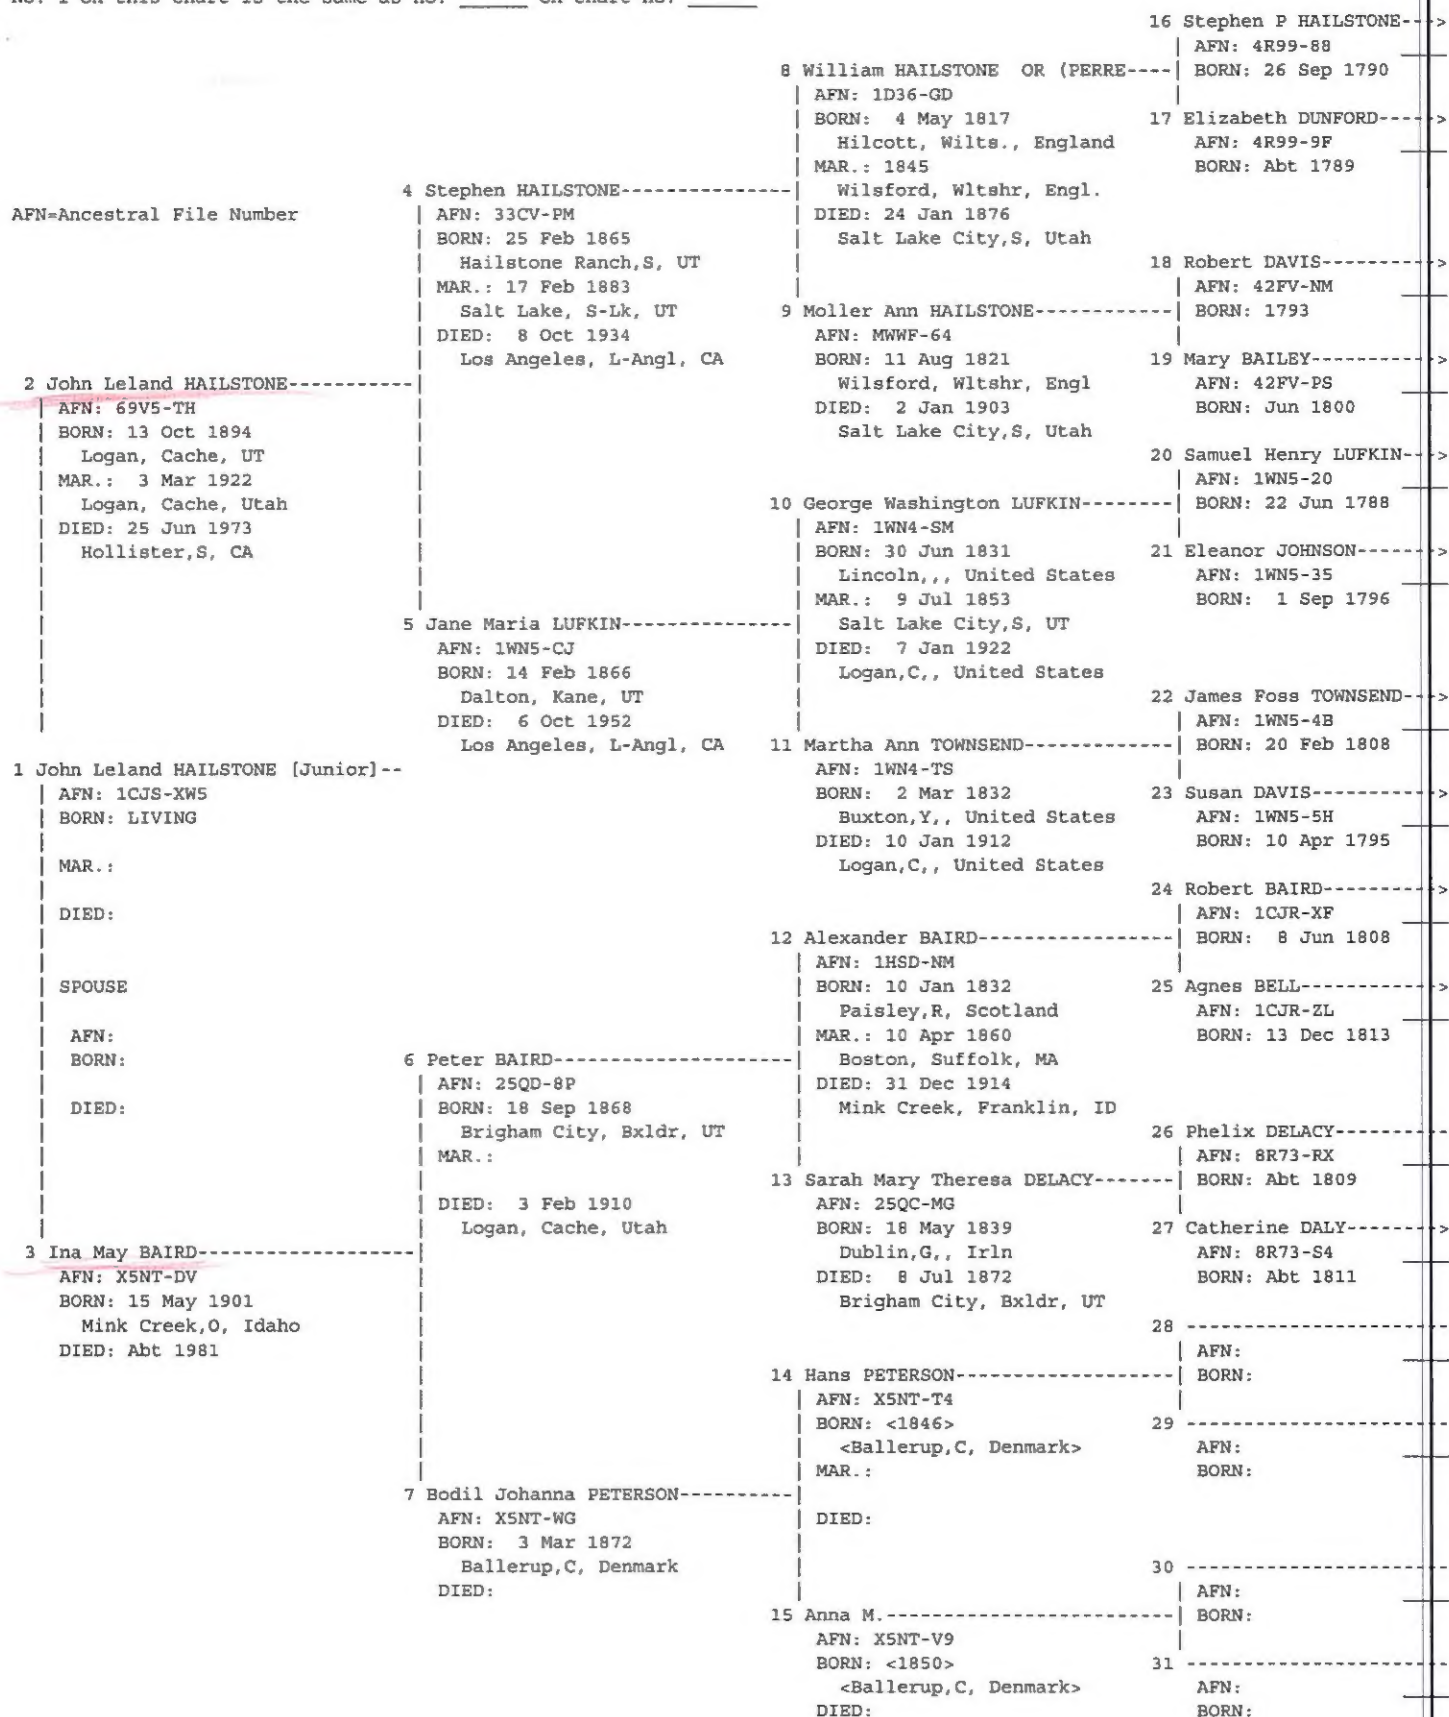 No. 1 on this chart is the same as no. ______ on chart no. ______
AFN=Ancestral File Number
1 John Leland HAILSTONE [Junior]--
AFN: 1CJS-XW5
BORN: LIVING
MAR.:
DIED:
SPOUSE
AFN:
BORN:
DIED:
2 John Leland HAILSTONE-----------
AFN: 69V5-TH
BORN: 13 Oct 1894
Logan, Cache, UT
MAR.: 3 Mar 1922
Logan, Cache, Utah
DIED: 25 Jun 1973
Hollister,S, CA
3 Ina May BAIRD-------------------
AFN: X5NT-DV
BORN: 15 May 1901
Mink Creek,O, Idaho
DIED: Abt 1981
4 Stephen HAILSTONE---------------
AFN: 33CV-PM
BORN: 25 Feb 1865
Hailstone Ranch,S, UT
MAR.: 17 Feb 1883
Salt Lake, S-Lk, UT
DIED: 8 Oct 1934
Los Angeles, L-Angl, CA
5 Jane Maria LUFKIN---------------
AFN: 1WN5-CJ
BORN: 14 Feb 1866
Dalton, Kane, UT
DIED: 6 Oct 1952
Los Angeles, L-Angl, CA
6 Peter BAIRD---------------------
AFN: 25QD-8P
BORN: 18 Sep 1868
Brigham City, Bxldr, UT
MAR.:
DIED: 3 Feb 1910
Logan, Cache, Utah
7 Bodil Johanna PETERSON----------
AFN: X5NT-WG
BORN: 3 Mar 1872
Ballerup,C, Denmark
DIED:
8 William HAILSTONE OR (PERRE----
AFN: 1D36-GD
BORN: 4 May 1817
Hilcott, Wilts., England
MAR.: 1845
Wilsford, Wltshr, Engl.
DIED: 24 Jan 1876
Salt Lake City,S, Utah
9 Moller Ann HAILSTONE------------
AFN: MWWF-64
BORN: 11 Aug 1821
Wilsford, Wltshr, Engl
DIED: 2 Jan 1903
Salt Lake City,S, Utah
10 George Washington LUFKIN--------
AFN: 1WN4-SM
BORN: 30 Jun 1831
Lincoln,,, United States
MAR.: 9 Jul 1853
Salt Lake City,S, UT
DIED: 7 Jan 1922
Logan,C,, United States
11 Martha Ann TOWNSEND-------------
AFN: 1WN4-TS
BORN: 2 Mar 1832
Buxton,Y,, United States
DIED: 10 Jan 1912
Logan,C,, United States
12 Alexander BAIRD-----------------
AFN: 1HSD-NM
BORN: 10 Jan 1832
Paisley,R, Scotland
MAR.: 10 Apr 1860
Boston, Suffolk, MA
DIED: 31 Dec 1914
Mink Creek, Franklin, ID
13 Sarah Mary Theresa DELACY-------
AFN: 25QC-MG
BORN: 18 May 1839
Dublin,G,, Irln
DIED: 8 Jul 1872
Brigham City, Bxldr, UT
14 Hans PETERSON-------------------
AFN: X5NT-T4
BORN: <1846>
<Ballerup,C, Denmark>
MAR.:
DIED:
15 Anna M.-------------------------
AFN: X5NT-V9
BORN: <1850>
<Ballerup,C, Denmark>
DIED:
16 Stephen P HAILSTONE-->
AFN: 4R99-88
BORN: 26 Sep 1790
17 Elizabeth DUNFORD---->
AFN: 4R99-9F
BORN: Abt 1789
18 Robert DAVIS--------->
AFN: 42FV-NM
BORN: 1793
19 Mary BAILEY---------->
AFN: 42FV-PS
BORN: Jun 1800
20 Samuel Henry LUFKIN-->
AFN: 1WN5-20
BORN: 22 Jun 1788
21 Eleanor JOHNSON------>
AFN: 1WN5-35
BORN: 1 Sep 1796
22 James Foss TOWNSEND-->
AFN: 1WN5-4B
BORN: 20 Feb 1808
23 Susan DAVIS---------->
AFN: 1WN5-5H
BORN: 10 Apr 1795
24 Robert BAIRD--------->
AFN: 1CJR-XF
BORN: 8 Jun 1808
25 Agnes BELL----------->
AFN: 1CJR-ZL
BORN: 13 Dec 1813
26 Phelix DELACY---------
AFN: 8R73-RX
BORN: Abt 1809
27 Catherine DALY------->
AFN: 8R73-S4
BORN: Abt 1811
28 ----------------------
AFN:
BORN:
29 ----------------------
AFN:
BORN:
30 ----------------------
AFN:
BORN:
31 ----------------------
AFN:
BORN: